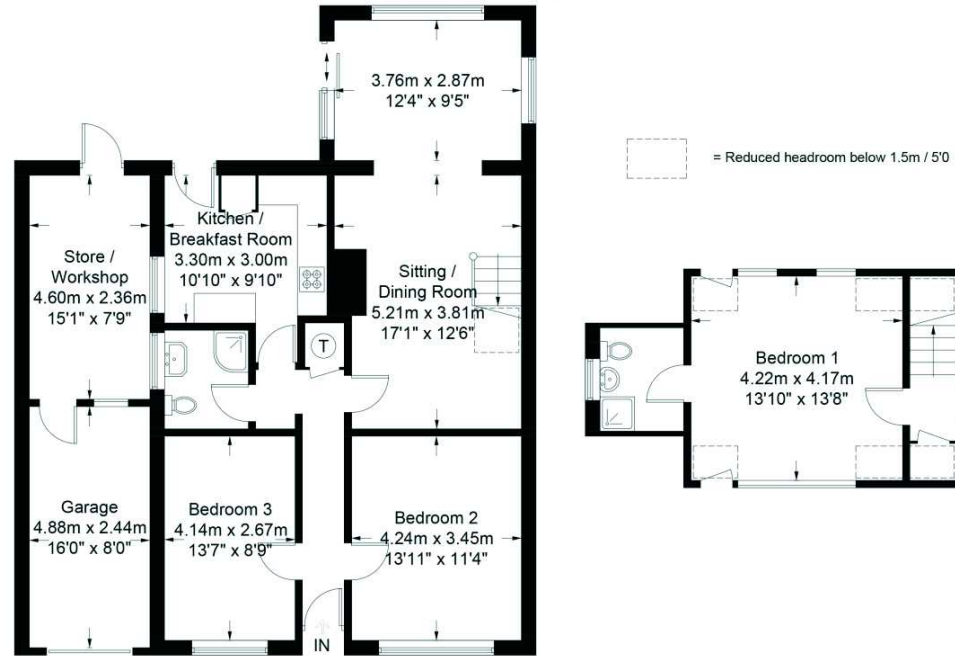 3.76m x 2.87m
12'4" x 9'5"
= Reduced headroom below 1.5m / 5'0
Kitchen /
Breakfast Room
3.30m x 3.00m
10'10" x 9'10"
Store /
Workshop
4.60m x 2.36m
15'1" x 7'9"
Sitting /
Dining Room
5.21m x 3.81m
17'1" x 12'6"
T
Bedroom 1
4.22m x 4.17m
13'10" x 13'8"
Garage
4.88m x 2.44m
16'0" x 8'0"
Bedroom 3
4.14m x 2.67m
13'7" x 8'9"
Bedroom 2
4.24m x 3.45m
13'11" x 11'4"
IN